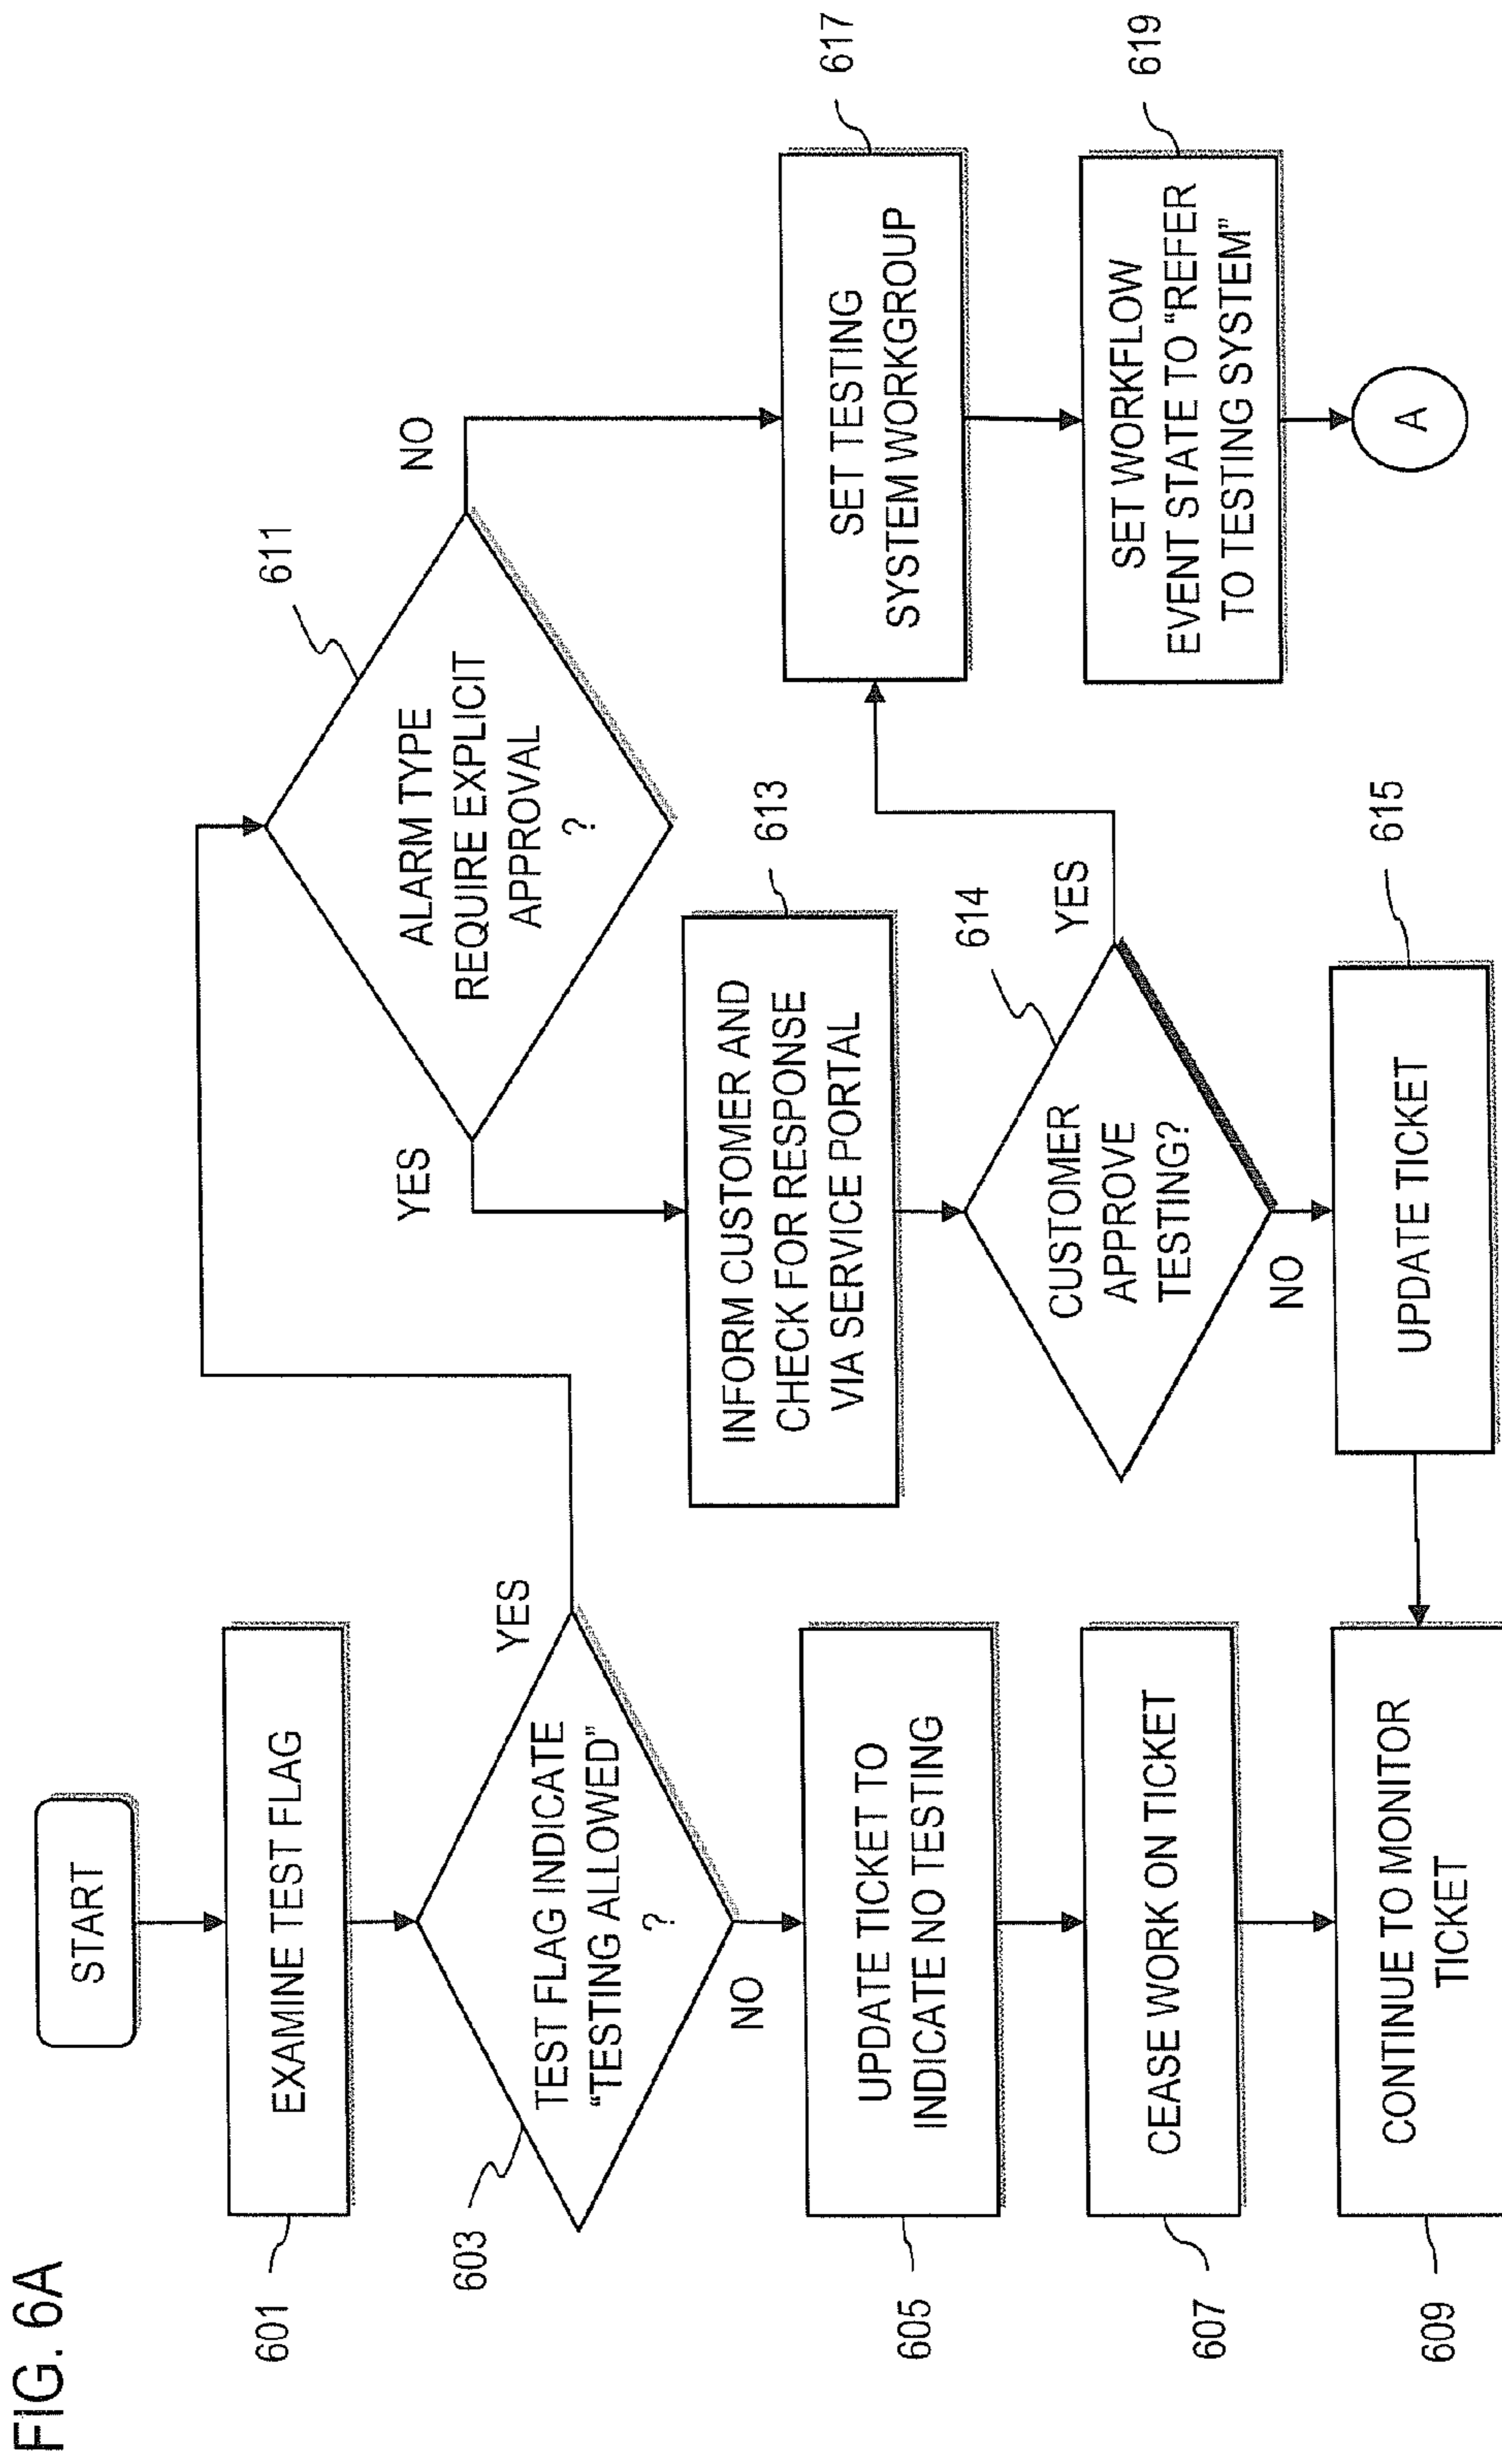 FIG. 6A
START
601
EXAMINE TEST FLAG
603
TEST FLAG INDICATE
“TESTING ALLOWED”
?
YES
NO
605
UPDATE TICKET TO
INDICATE NO TESTING
607
CEASE WORK ON TICKET
609
CONTINUE TO MONITOR
TICKET
611
ALARM TYPE
REQUIRE EXPLICIT
APPROVAL
?
YES
NO
613
INFORM CUSTOMER AND
CHECK FOR RESPONSE
VIA SERVICE PORTAL
614
CUSTOMER
APPROVE
TESTING?
YES
NO
615
UPDATE TICKET
617
SET TESTING
SYSTEM WORKGROUP
619
SET WORKFLOW
EVENT STATE TO “REFER
TO TESTING SYSTEM”
A